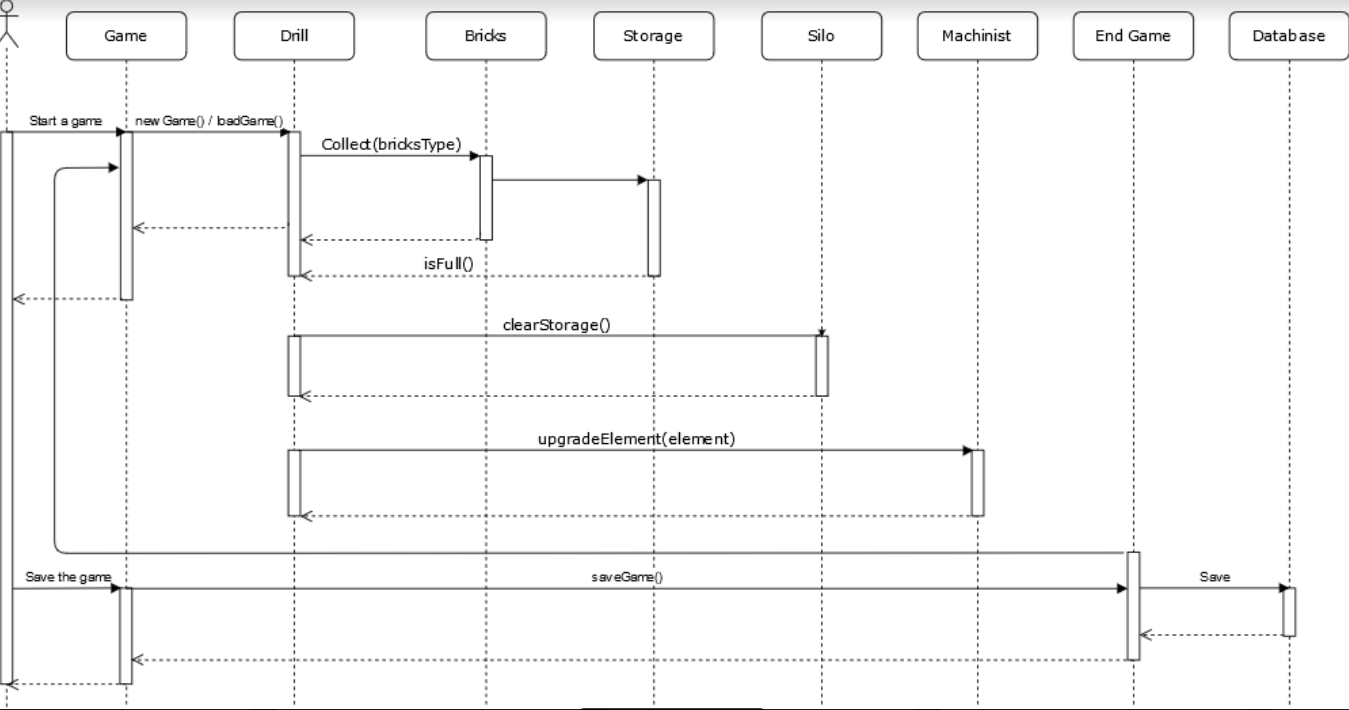 Game
Drill
Bricks
Storage
Silo
Machinist
End Game
Database
Start a game
new Game() / badGame()
Collect(bricksType)
isFull()
clearStorage()
upgradeElement(element)
Save the game
saveGame()
Save